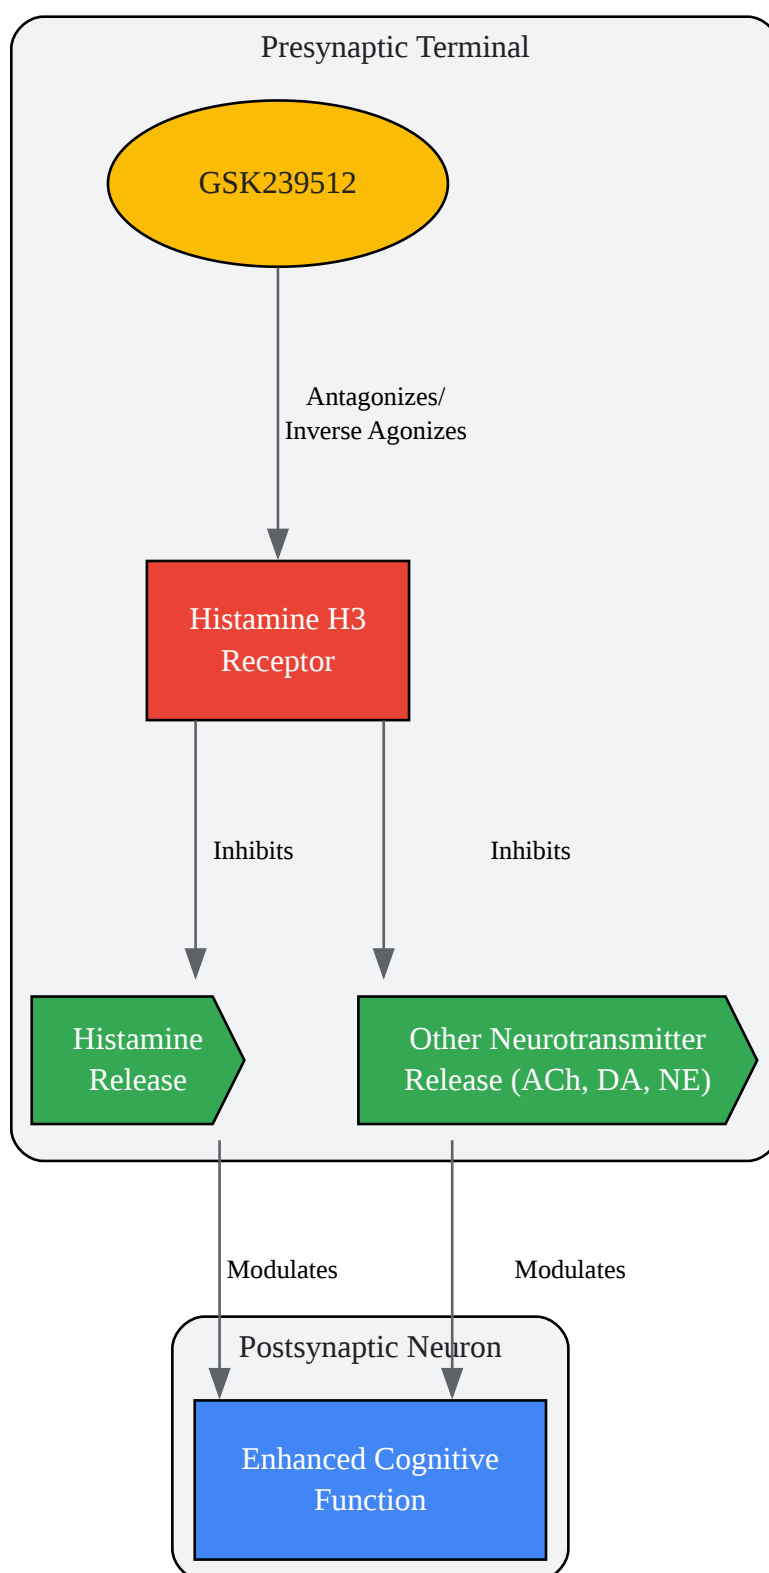 Presynaptic Terminal
GSK239512
Antagonizes/
Inverse Agonizes
Histamine H3
Receptor
Inhibits
Inhibits
Histamine
Release
Other Neurotransmitter
Release (ACh, DA, NE)
Modulates
Modulates
Postsynaptic Neuron
Enhanced Cognitive
Function